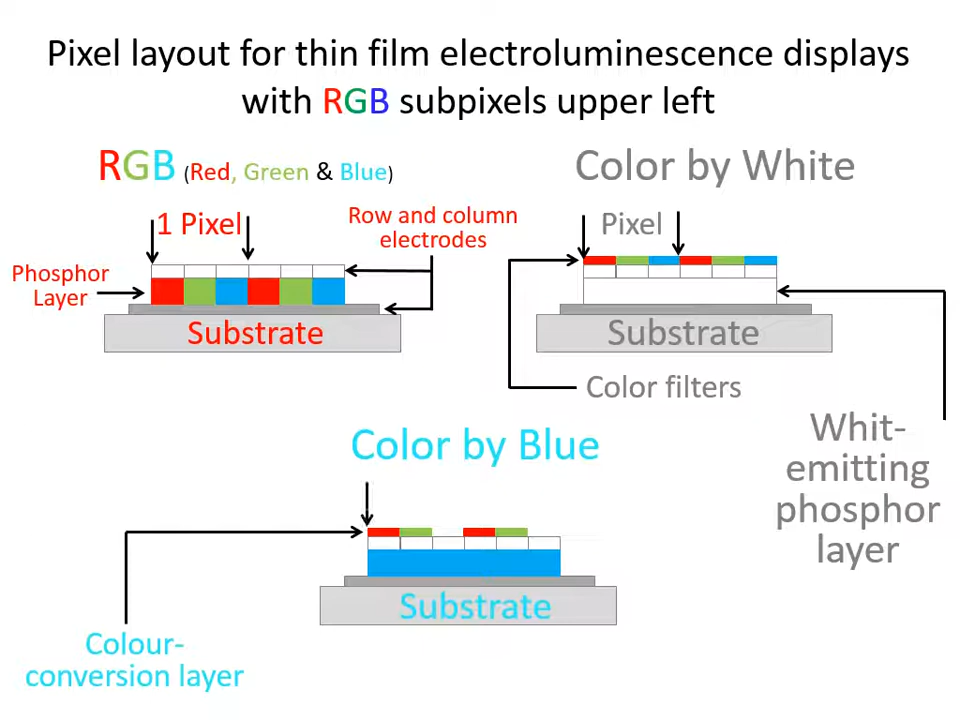 Pixel layout for thin film electroluminescence displays
with RGB subpixels upper left
RGB (Red, Green & Blue)
Color by White
1 Pixel
Row and column
electrodes
Pixel
Phosphor
Layer
Substrate
Substrate
Color filters
Whit-
emitting
phosphor
layer
Color by Blue
Substrate
Colour-
conversion layer